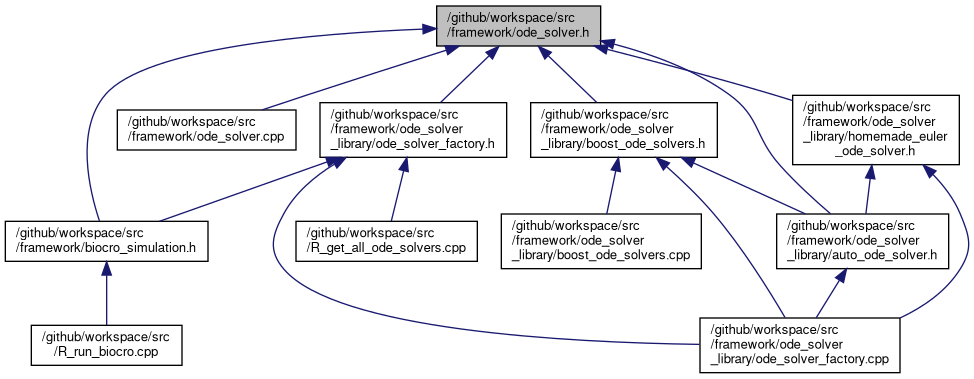 /github/workspace/src
/framework/ode_solver.h
/github/workspace/src
/framework/ode_solver.cpp
/github/workspace/src
/framework/ode_solver
_library/ode_solver_factory.h
/github/workspace/src
/framework/ode_solver
_library/boost_ode_solvers.h
/github/workspace/src
/framework/ode_solver
_library/homemade_euler
_ode_solver.h
/github/workspace/src
/framework/biocro_simulation.h
/github/workspace/src
/R_get_all_ode_solvers.cpp
/github/workspace/src
/framework/ode_solver
_library/boost_ode_solvers.cpp
/github/workspace/src
/framework/ode_solver
_library/auto_ode_solver.h
/github/workspace/src
/R_run_biocro.cpp
/github/workspace/src
/framework/ode_solver
_library/ode_solver_factory.cpp